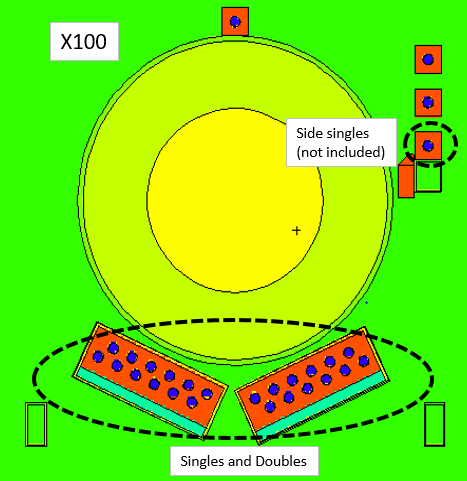 X100
Side singles
(not included)
Singles and Doubles